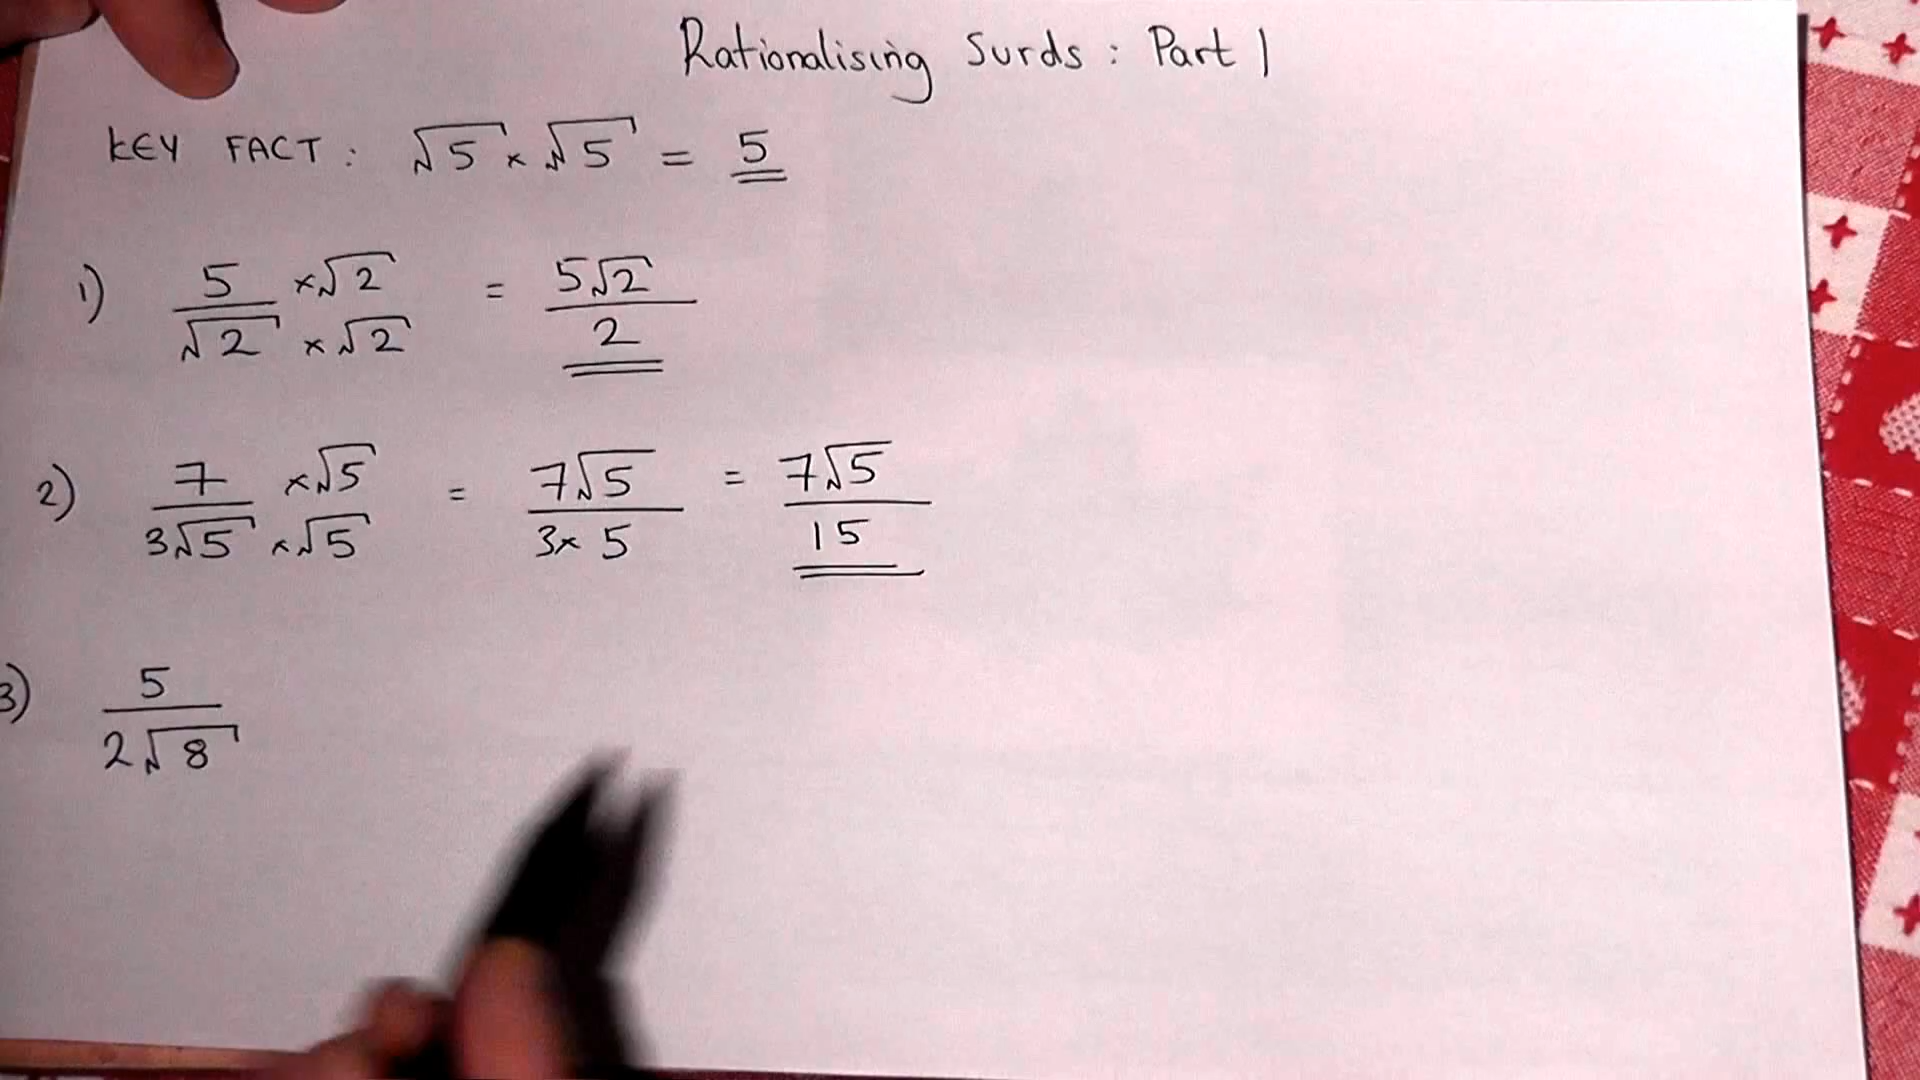 Rationalising Surds : Part 1
KEY FACT : √5 × √5 = 5
1) 5/√2 ×√2/×√2 = 5√2/2
2) 7/3√5 ×√5/×√5 = 7√5/3×5 = 7√5/15
3) 5/2√8